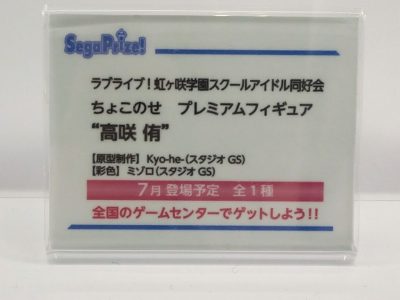 SegaPrize!
ラブライブ！虹ヶ咲学園スクールアイドル同好会
ちょこのせ プレミアムフィギュア
“高咲 侑”
【原型制作】 Kyo-he-（スタジオGS）
【彩色】 ミゾロ（スタジオGS）
7月登場予定 全1種
全国のゲームセンターでゲットしよう!!